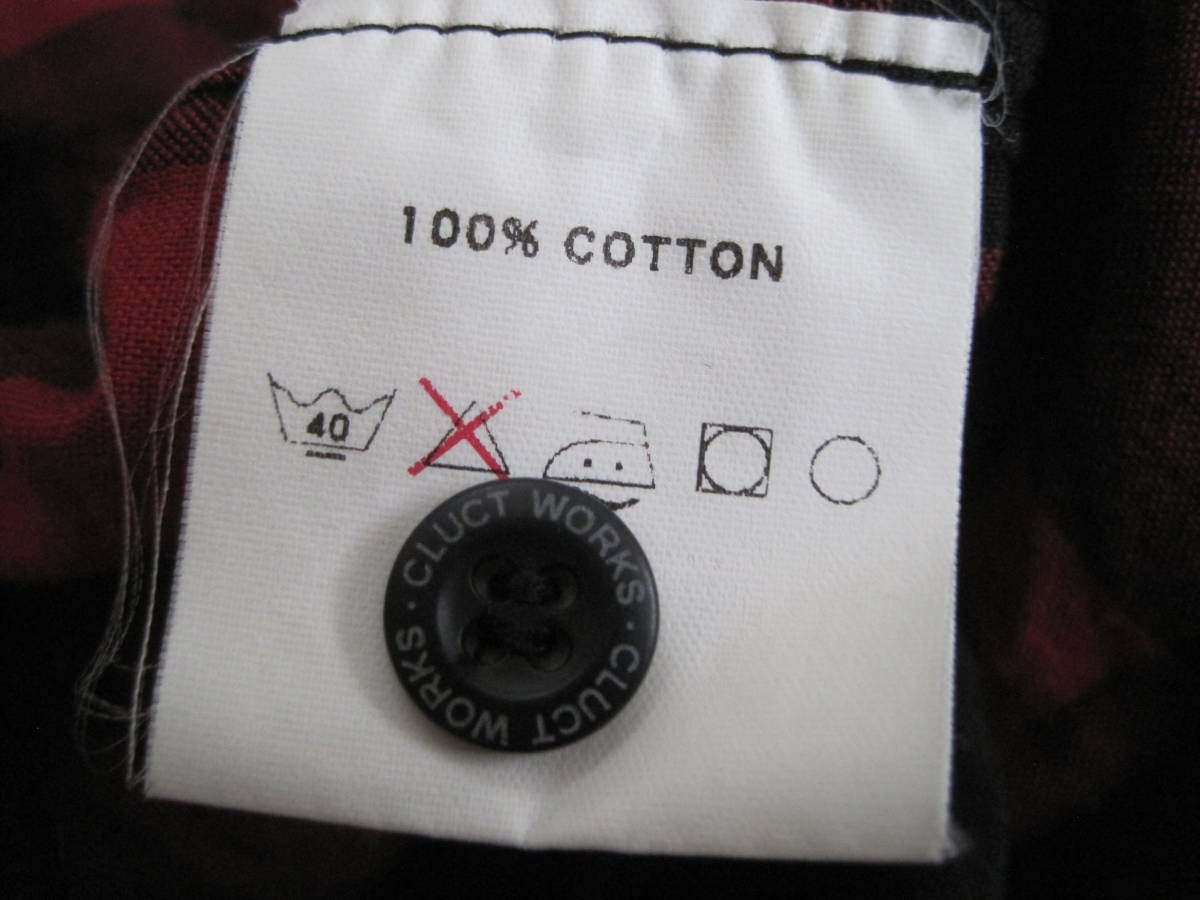 100% COTTON
40
· CLUCT WORKS · CLUCT WORKS